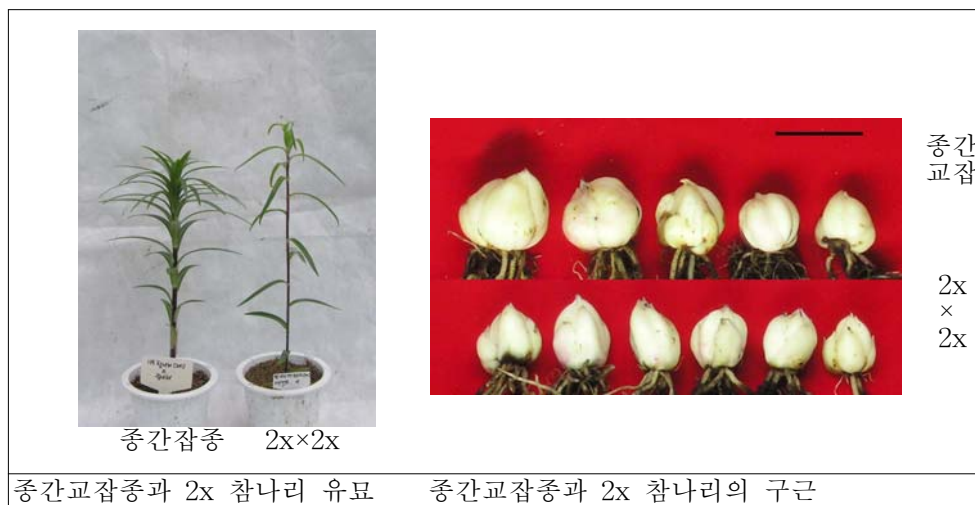 종간
교잡
2x
×
2x
종간잡종 2x×2x
종간교잡종과 2x 참나리 유묘 종간교잡종과 2x 참나리의 구근